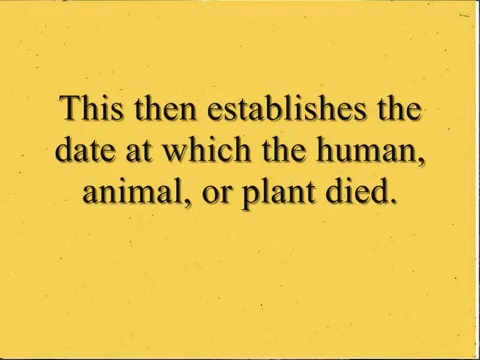 This then establishes the
date at which the human,
animal, or plant died.